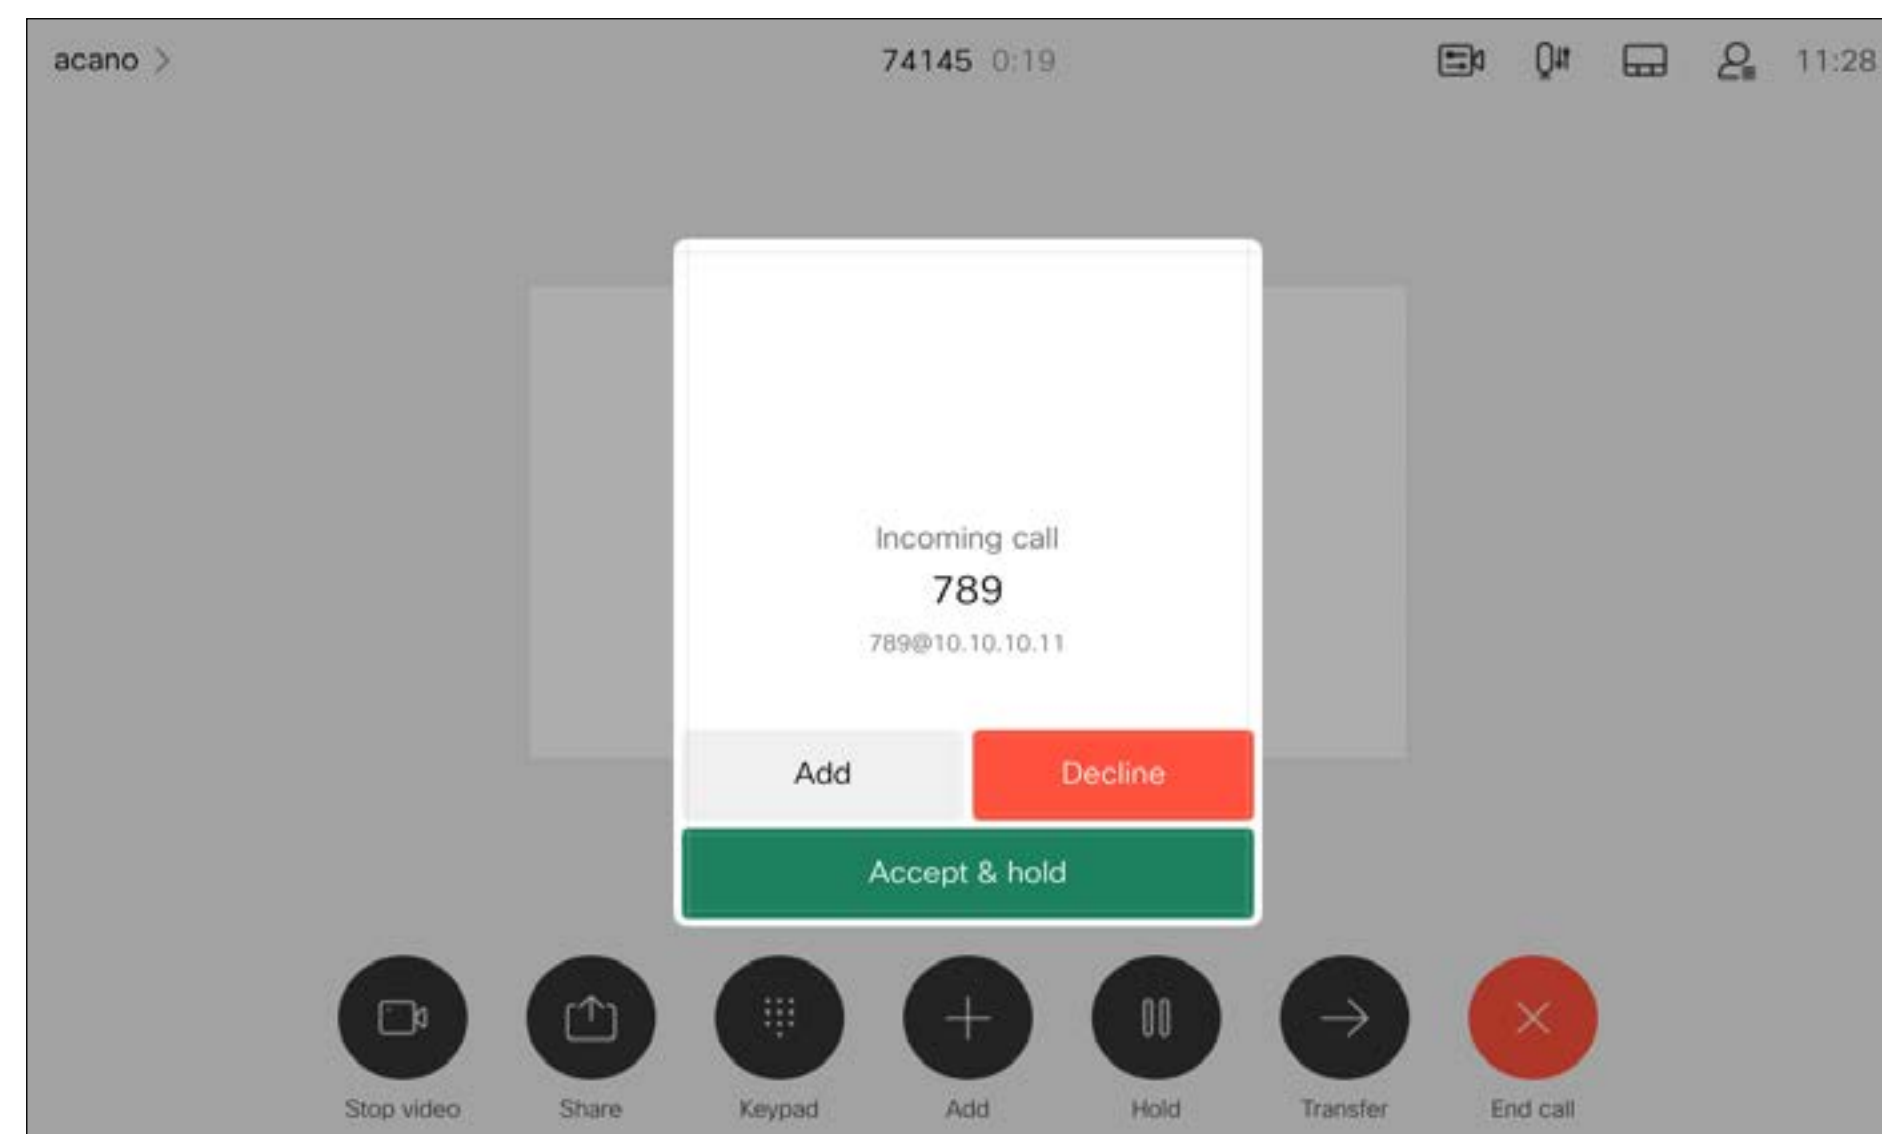 acano
74145 0:19
11:28
Incoming call
789
789@10.10.10.11
Add Decline
Accept & hold
Stop video Share Keypad Add Hold Transfer End call